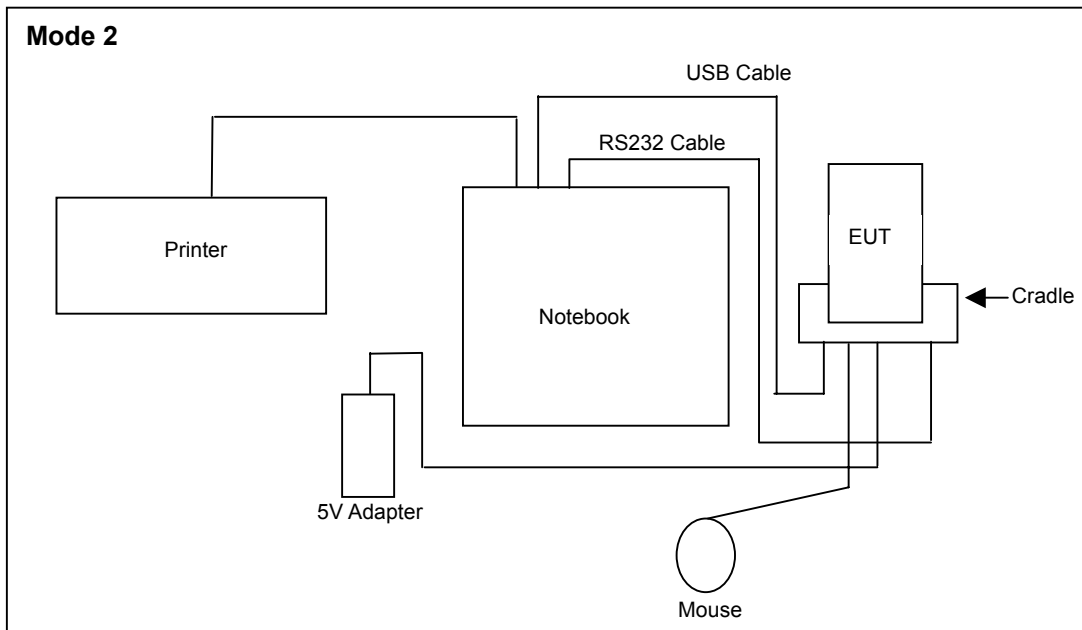 Mode 2
USB Cable
RS232 Cable
Printer
EUT
Cradle
Notebook
5V Adapter
Mouse